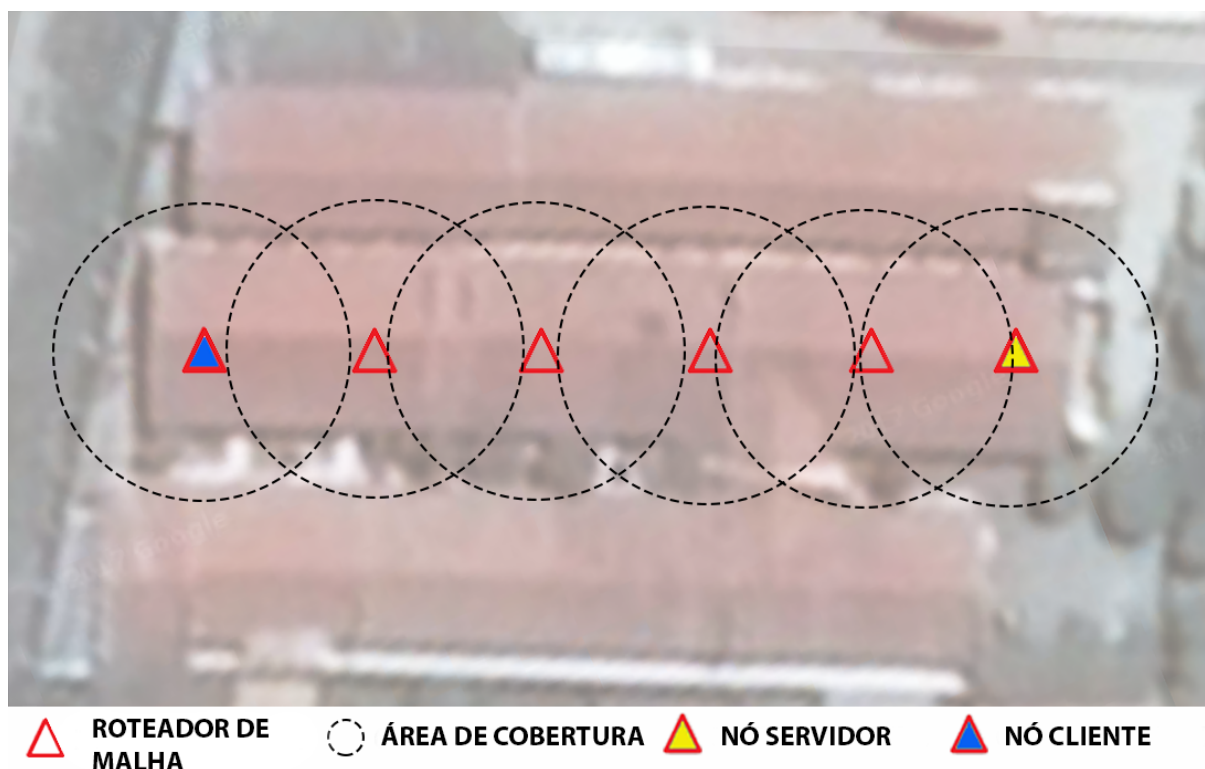 ROTEADOR DE
MALHA
ÁREA DE COBERTURA
NÓ SERVIDOR
NÓ CLIENTE